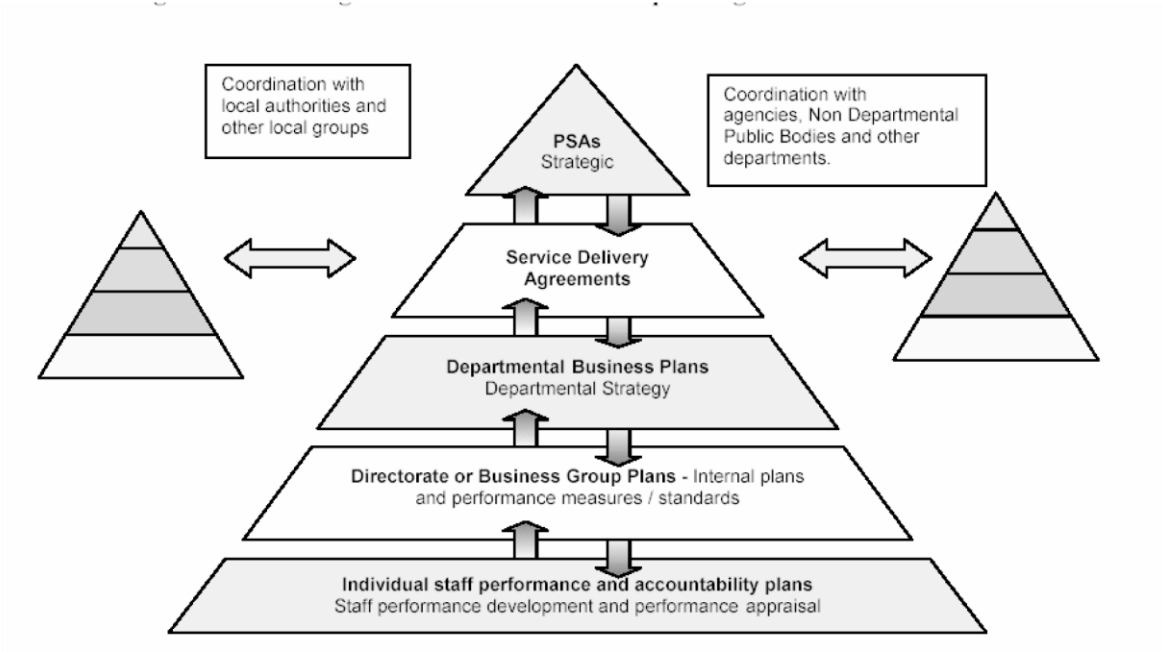 Coordination with
local authorities and
other local groups
Coordination with
agencies, Non Departmental
Public Bodies and other
departments.
PSAs
Strategic
Service Delivery
Agreements
Departmental Business Plans
Departmental Strategy
Directorate or Business Group Plans - Internal plans
and performance measures / standards
Individual staff performance and accountability plans
Staff performance development and performance appraisal